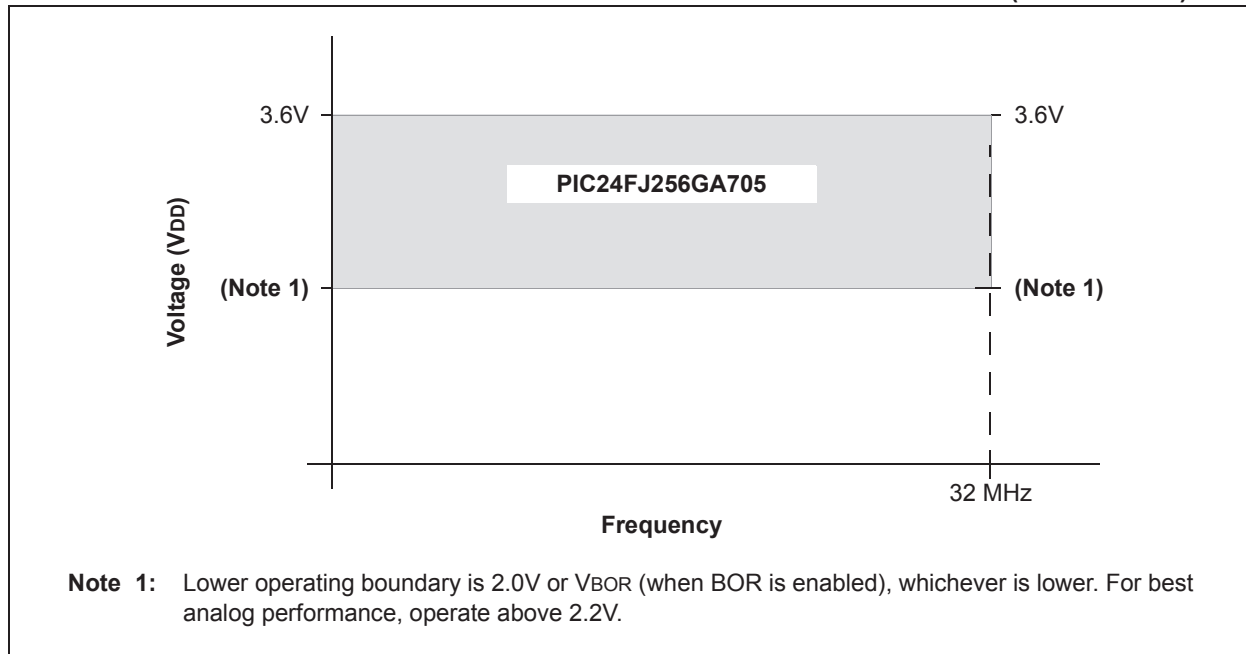 3.6V
3.6V
PIC24FJ256GA705
Voltage (VDD)
(Note 1)
(Note 1)
32 MHz
Frequency
Note 1: Lower operating boundary is 2.0V or VBOR (when BOR is enabled), whichever is lower. For best
analog performance, operate above 2.2V.